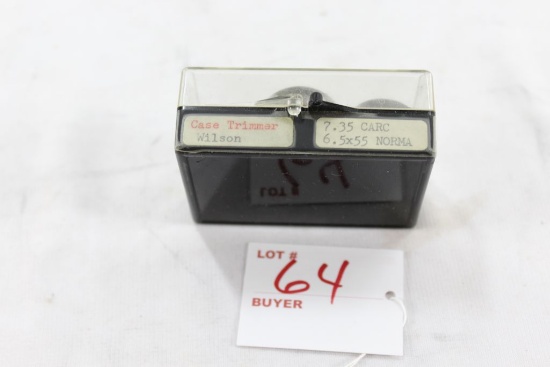 Case Trimmer
Wilson
7.35 CARC
6.5x55 NORMA
LOT #
64
BUYER